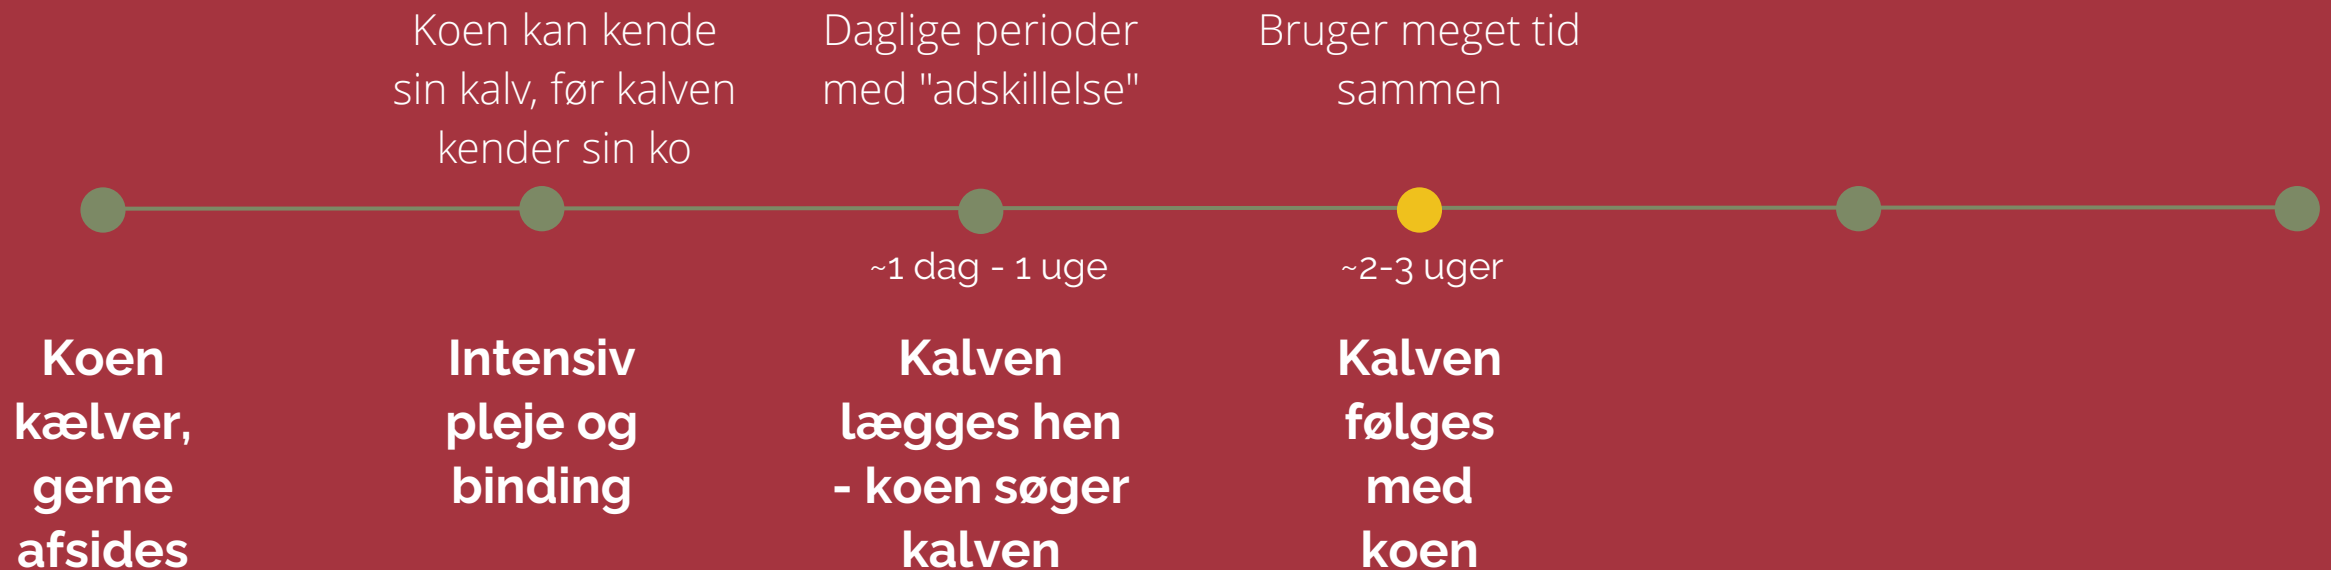 Koen kan kende
sin kalv, før kalven
kender sin ko
Daglige perioder
med "adskillelse"
Bruger meget tid
sammen
~1 dag - 1 uge
~2-3 uger
Koen
kælver,
gerne
afsides
Intensiv
pleje og
binding
Kalven
lægges hen
- koen søger
kalven
Kalven
følges
med
koen